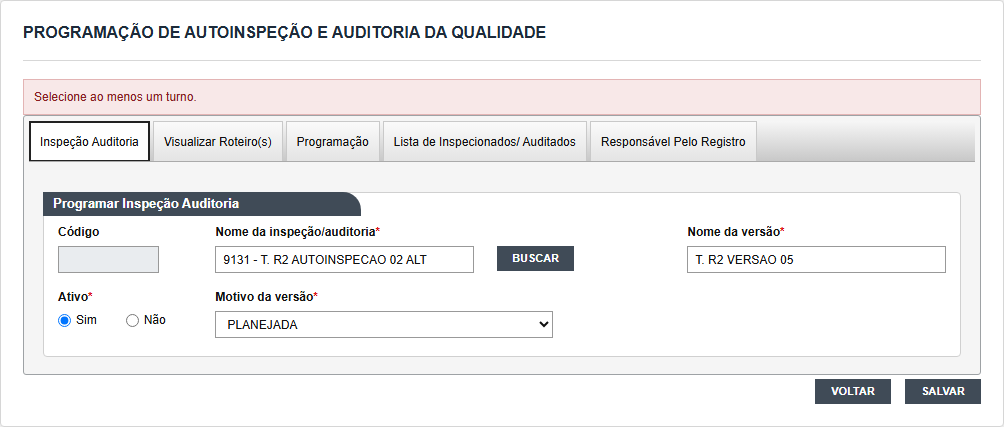 PROGRAMAÇÃO DE AUTOINSPEÇÃO E AUDITORIA DA QUALIDADE
Selecione ao menos um turno.
Inspeção Auditoria Visualizar Roteiro(s) Programação Lista de Inspecionados/ Auditados Responsável Pelo Registro
Programar Inspeção Auditoria
Código Nome da inspeção/auditoria* Nome da versão*
9131 - T. R2 AUTOINSPECAO 02 ALT BUSCAR T. R2 VERSAO 05
Ativo* Motivo da versão*
Sim Não PLANEJADA
VOLTAR SALVAR